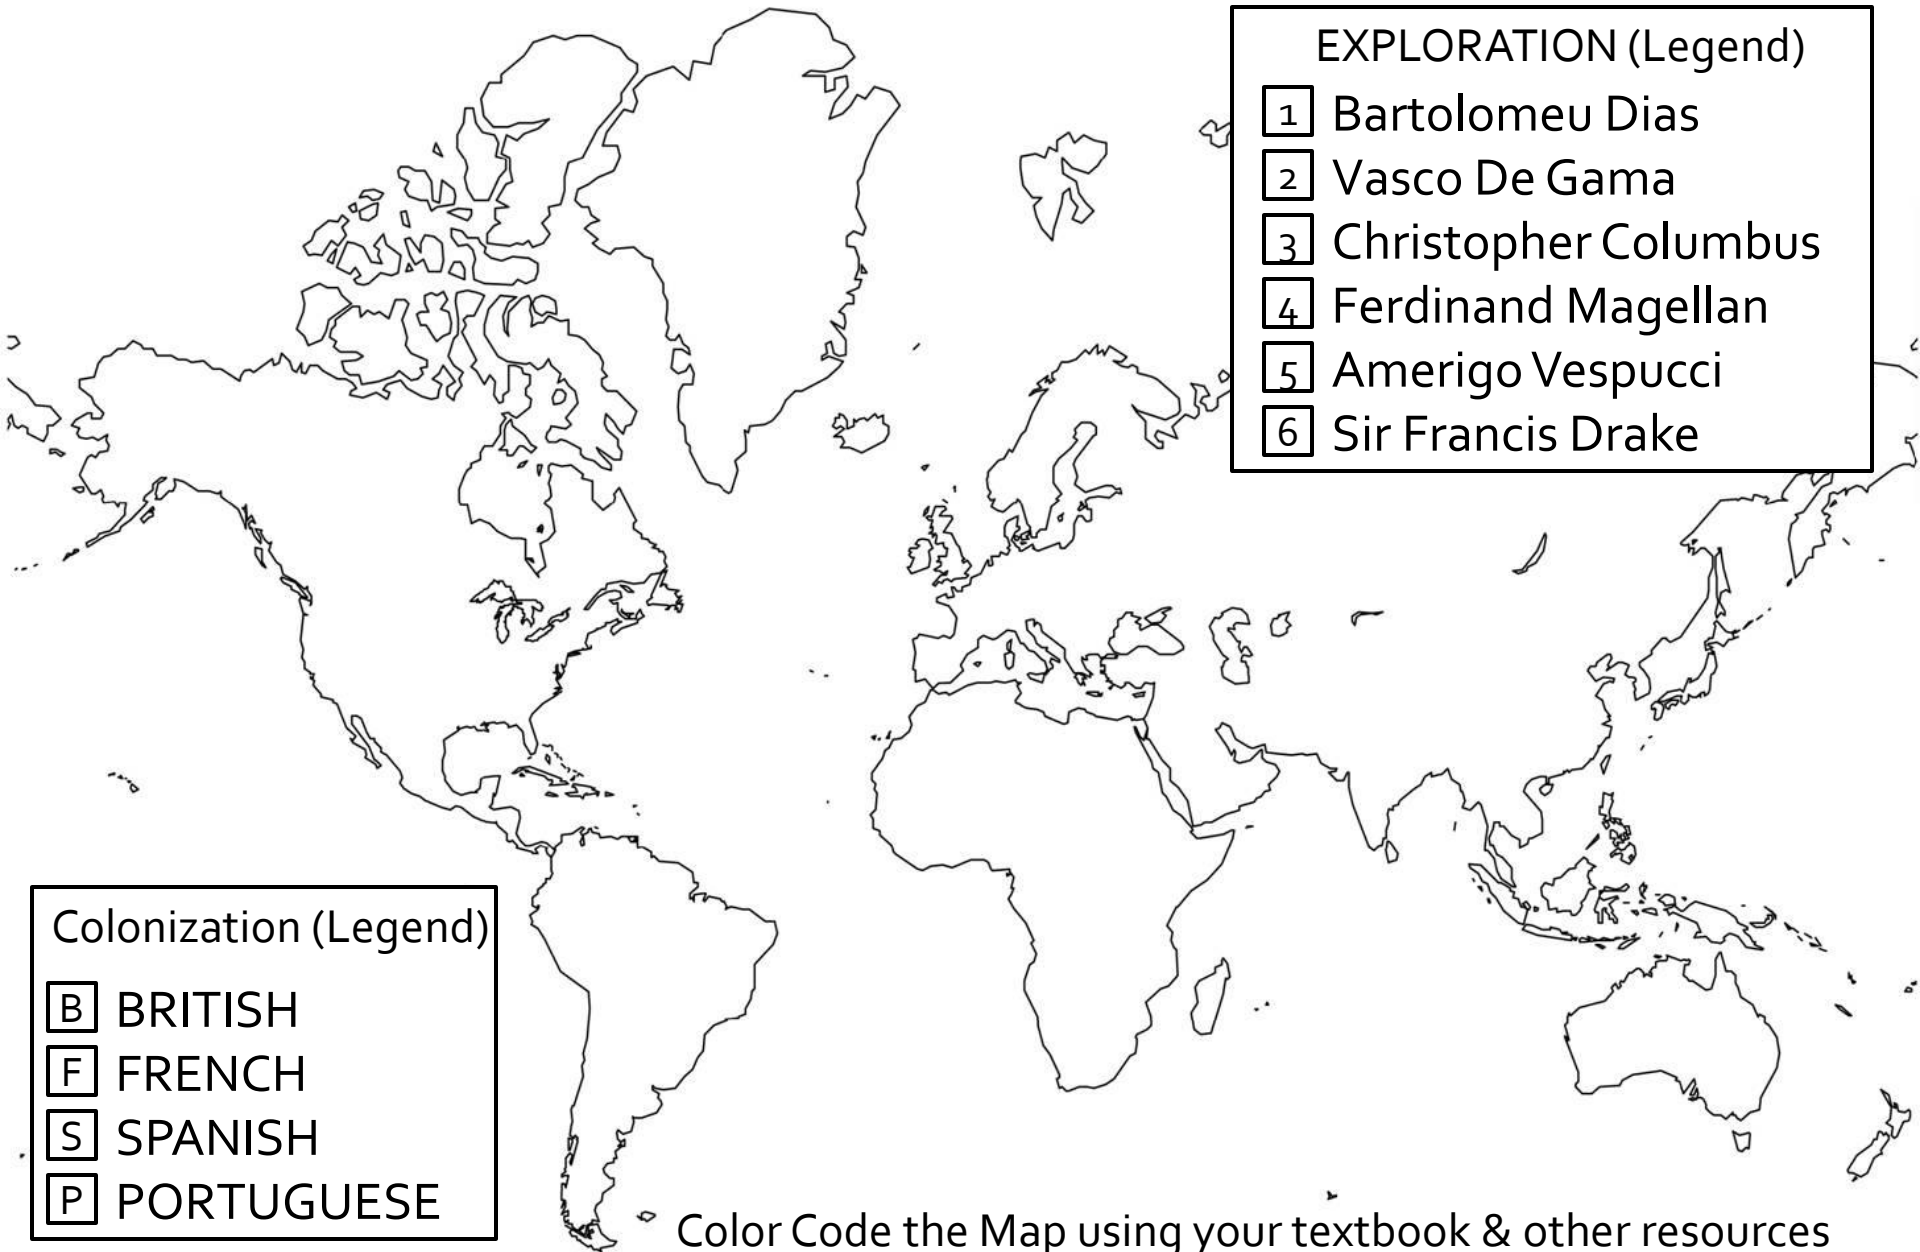 EXPLORATION (Legend)
1 Bartolomeu Dias
2 Vasco De Gama
3 Christopher Columbus
4 Ferdinand Magellan
5 Amerigo Vespucci
6 Sir Francis Drake
Colonization (Legend)
B BRITISH
F FRENCH
S SPANISH
P PORTUGUESE
Color Code the Map using your textbook & other resources